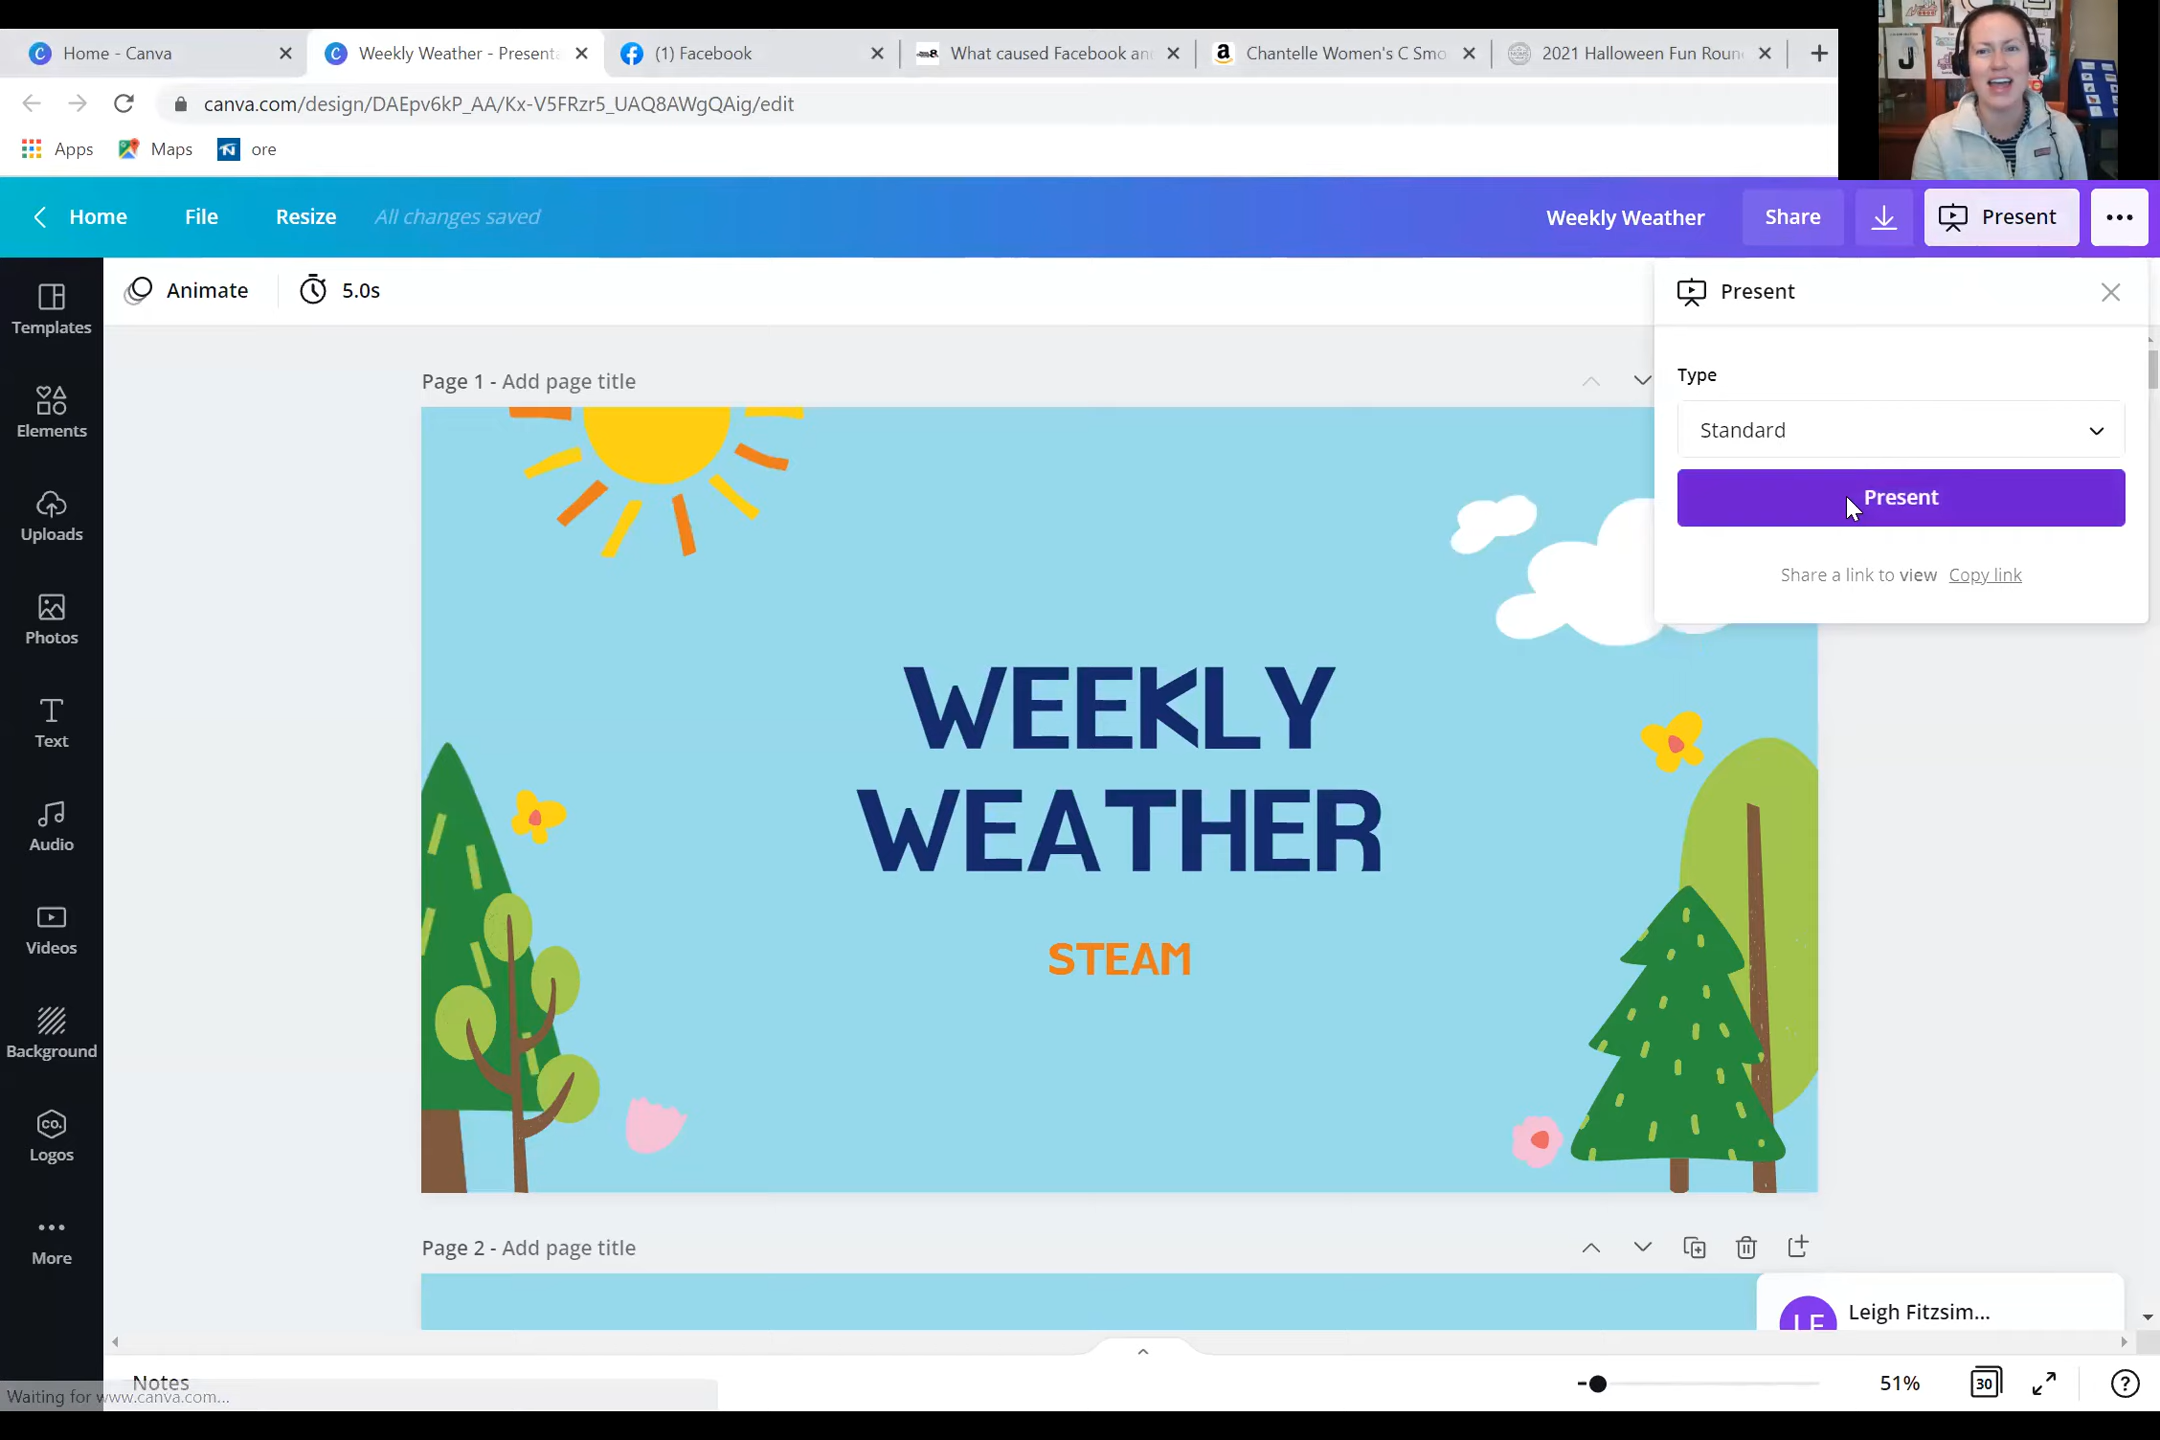 Home - Canva
Weekly Weather - Presenta
(1) Facebook
What caused Facebook an
Chantelle Women's C Smo
2021 Halloween Fun Roun
canva.com/design/DAEpv6kP_AA/Kx-V5FRzr5_UAQ8AWgQAig/edit
Apps
Maps
ore
J
Home
File
Resize
All changes saved
Weekly Weather
Share
Present
Animate
5.0s
Present
Templates
Elements
Uploads
Photos
Text
Audio
Videos
Background
CO.
Logos
More
Page 1 - Add page title
Type
Standard
Present
Share a link to view Copy link
WEEKLY
WEATHER
STEAM
Page 2 - Add page title
LF
Leigh Fitzsim...
Notes
Waiting for www.canva.com...
51%
30
?